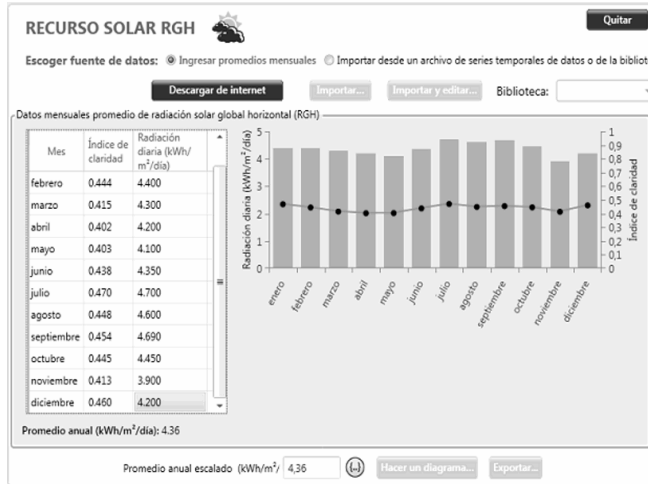 RECURSO SOLAR RGH
Quitar
Escoger fuente de datos: Ingresar promedios mensuales Importar desde un archivo de series temporales de datos o de la bibliot
Descargar de internet Importar... Importar y editar... Biblioteca:
Datos mensuales promedio de radiación solar global horizontal (RGH)
Mes Índice de claridad Radiación diaria (kWh/m²/día)
febrero 0.444 4.400
marzo 0.415 4.300
abril 0.402 4.200
mayo 0.403 4.100
junio 0.438 4.350
julio 0.470 4.700
agosto 0.448 4.600
septiembre 0.454 4.690
octubre 0.445 4.450
noviembre 0.413 3.900
diciembre 0.460 4.200
Radiación diaria (kWh/m²/día)
5
4
3
2
1
0
1
0,9
0,8
0,7
0,6
0,5
0,4
0,3
0,2
0,1
0
Índice de claridad
enero
febrero
marzo
abril
mayo
junio
julio
agosto
septiembre
octubre
noviembre
diciembre
Promedio anual (kWh/m²/día): 4.36
Promedio anual escalado (kWh/m²/ 4,36 (..) Hacer un diagrama... Exportar...